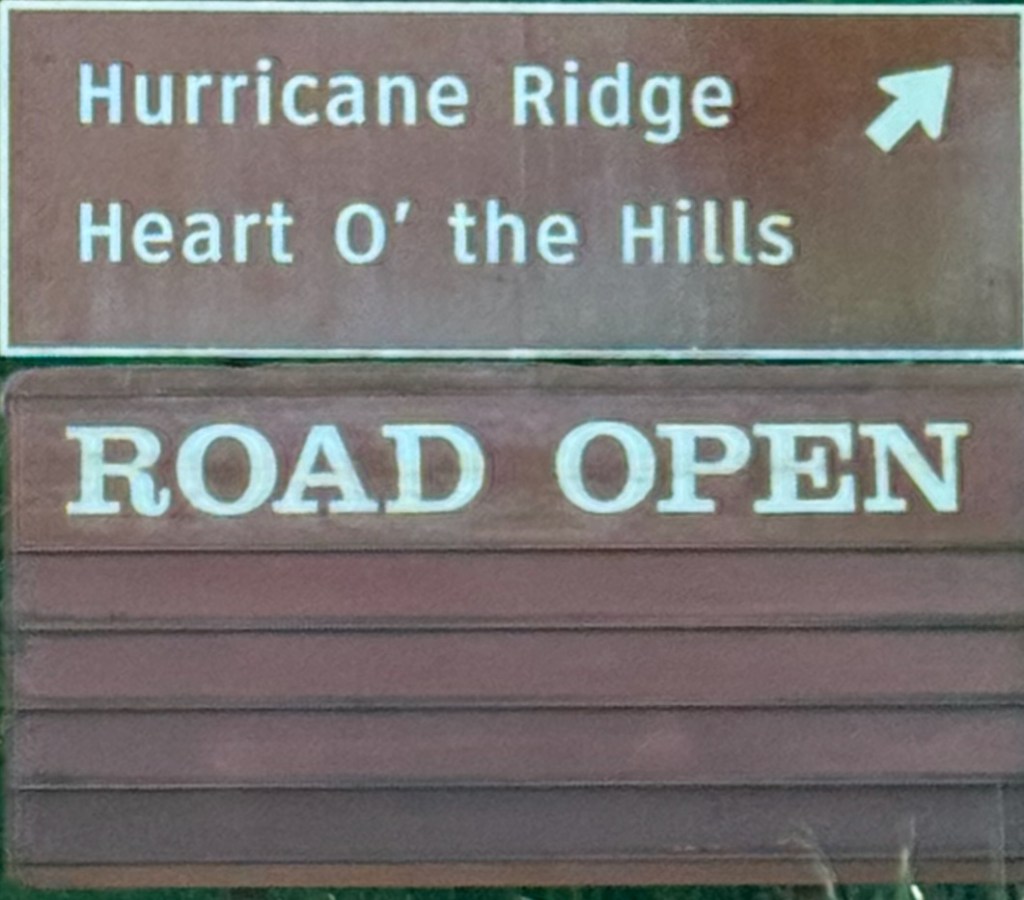 Hurricane Ridge
Heart O' the Hills
ROAD OPEN